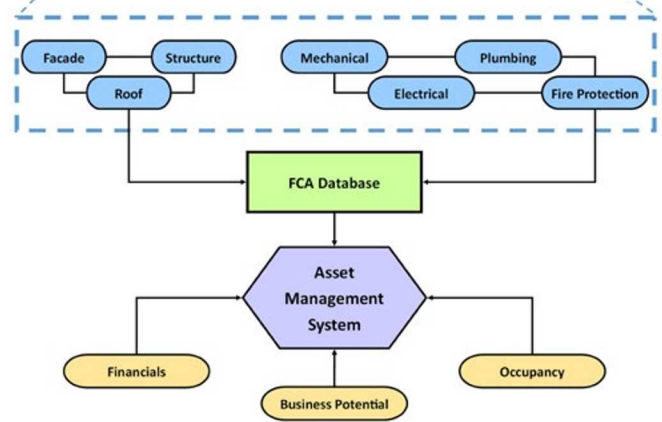 Facade
Structure
Mechanical
Plumbing
Roof
Electrical
Fire Protection
FCA Database
Asset
Management
System
Financials
Occupancy
Business Potential